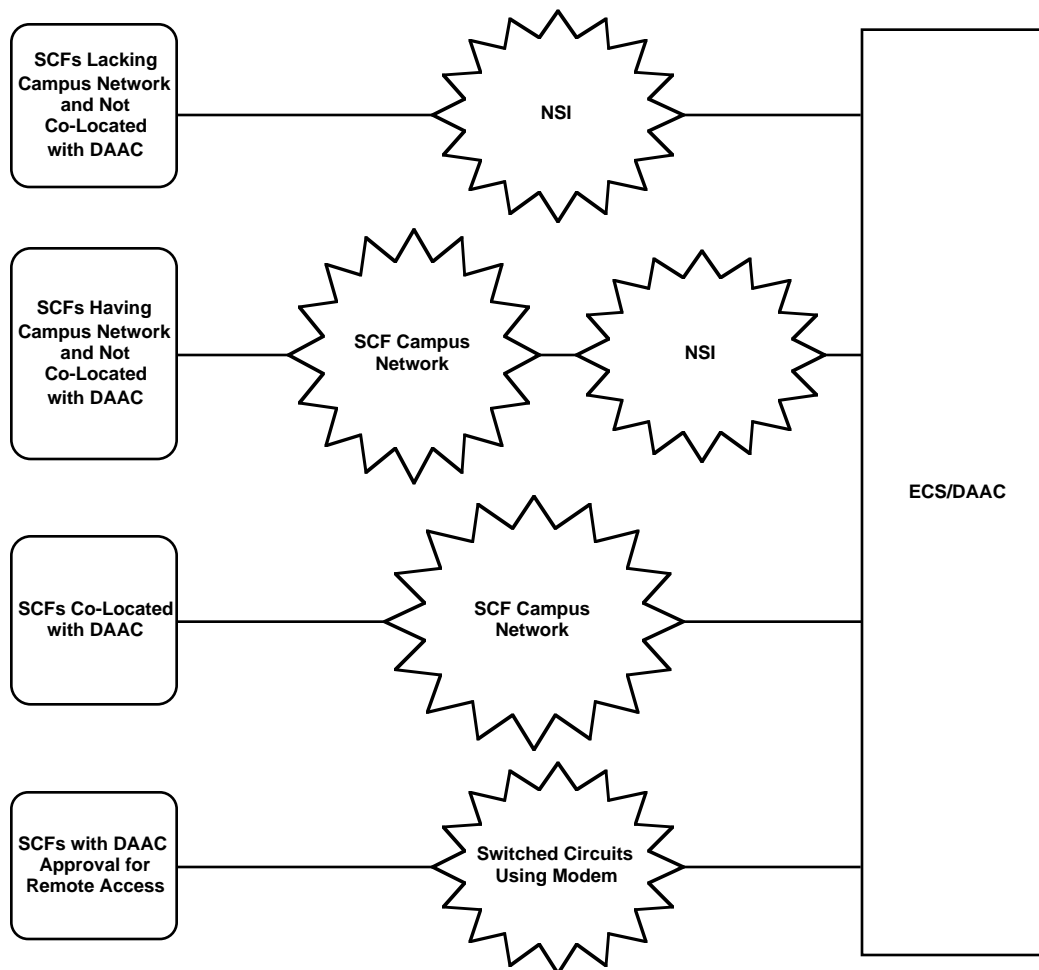 SCFs Lacking
Campus Network
and Not
Co-Located
with DAAC
NSI
SCFs Having
Campus Network
and Not
Co-Located
with DAAC
SCF Campus
Network
NSI
ECS/DAAC
SCFs Co-Located
with DAAC
SCF Campus
Network
SCFs with DAAC
Approval for
Remote Access
Switched Circuits
Using Modem